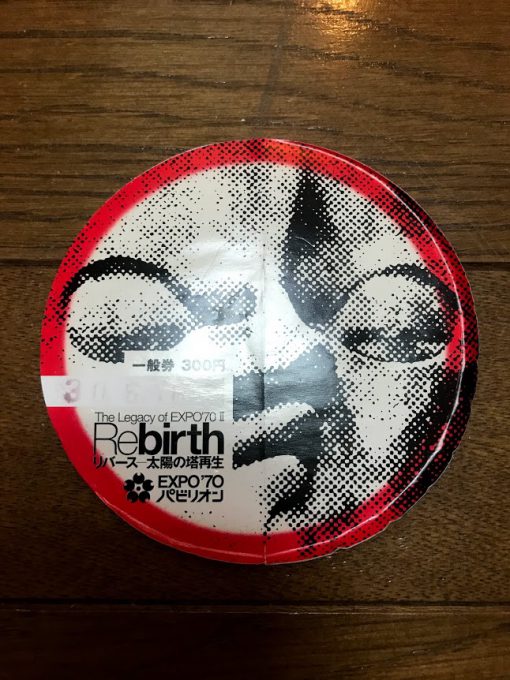 一般券 300円
The Legacy of EXPO'70 Ⅱ
Rebirth
リバース 太陽の塔再生
EXPO'70
パビリオン